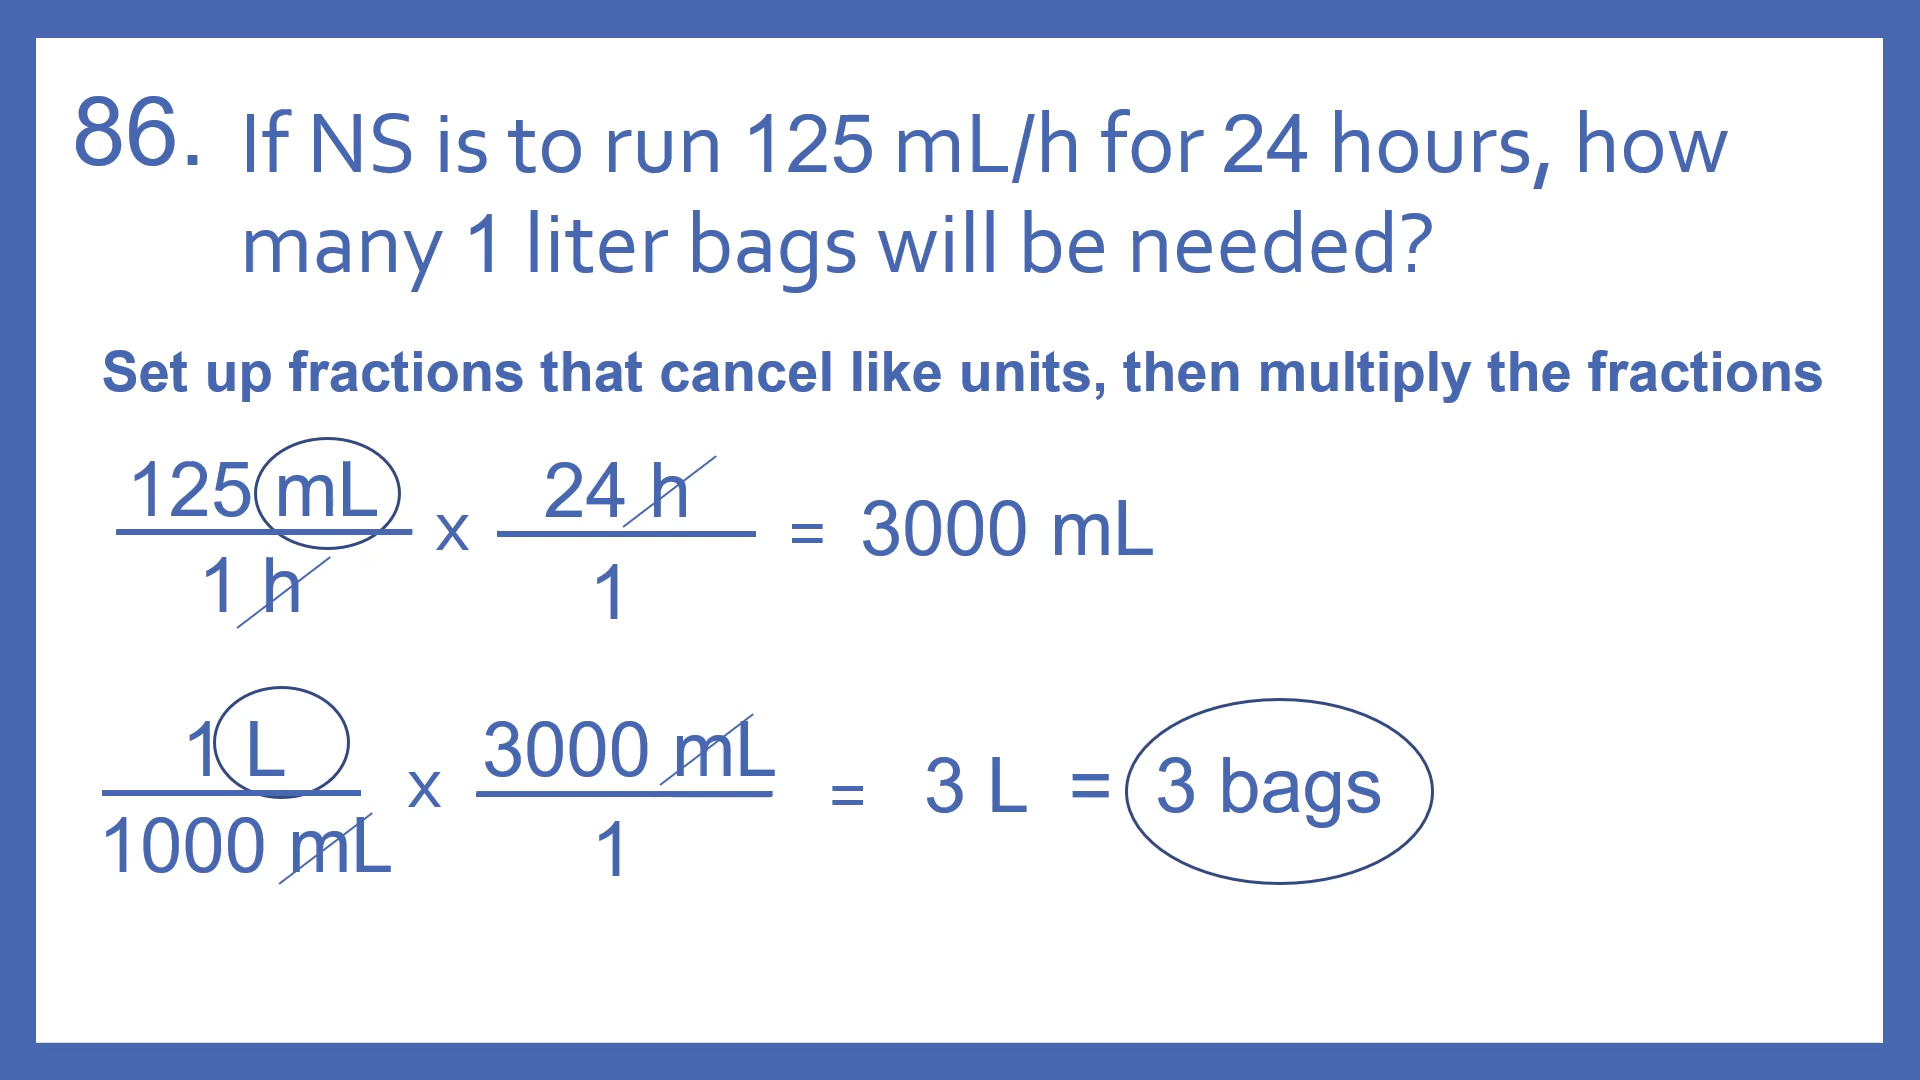 86. If NS is to run 125 mL/h for 24 hours, how
many 1 liter bags will be needed?
Set up fractions that cancel like units, then multiply the fractions
125 mL x 24 h = 3000 mL
1 h 1
1 L x 3000 mL = 3 L = 3 bags
1000 mL 1